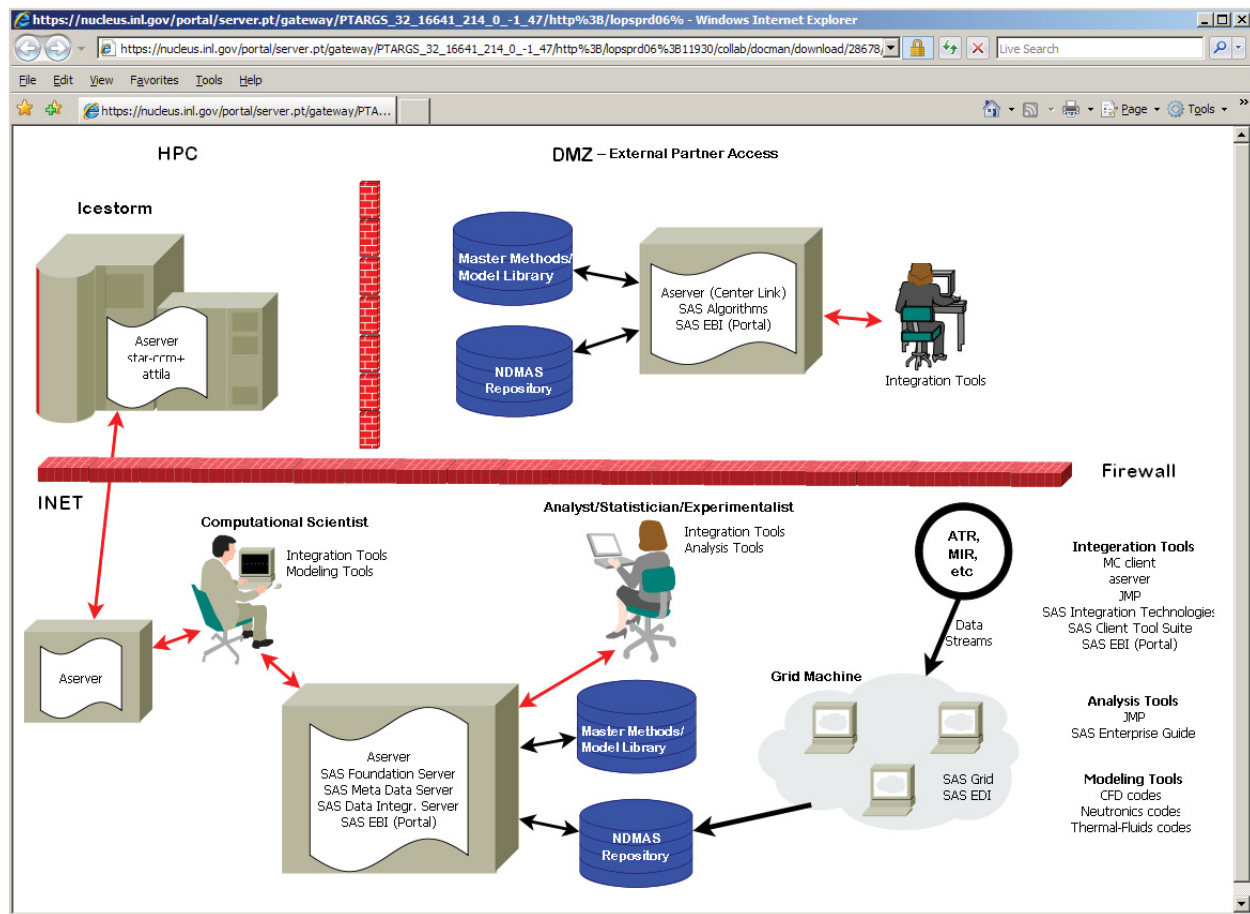 https://nucleus.inl.gov/portal/server.pt/gateway/PTARGS_32_16641_214_0_-1_47/http%3B/lopsprd06% - Windows Internet Explorer
https://nucleus.inl.gov/portal/server.pt/gateway/PTARGS_32_16641_214_0_-1_47/http%3B/lopsprd06%3B11930/collab/docman/download/28678/
Live Search
File Edit View Favorites Tools Help
https://nucleus.inl.gov/portal/server.pt/gateway/PTA...
Page Tools
HPC
DMZ – External Partner Access
Icestorm
Aserver
star-ccm+
attila
Master Methods/
Model Library
NDMAS
Repository
Aserver (Center Link)
SAS Algorithms
SAS EBI (Portal)
Integration Tools
Firewall
INET
Computational Scientist
Integration Tools
Modeling Tools
Analyst/Statistician/Experimentalist
Integration Tools
Analysis Tools
ATR,
MIR,
etc
Data
Streams
Integeration Tools
MC client
aserver
JMP
SAS Integration Technologies
SAS Client Tool Suite
SAS EBI (Portal)
Aserver
Aserver
SAS Foundation Server
SAS Meta Data Server
SAS Data Integr. Server
SAS EBI (Portal)
Master Methods/
Model Library
NDMAS
Repository
Grid Machine
SAS Grid
SAS EDI
Analysis Tools
JMP
SAS Enterprise Guide
Modeling Tools
CFD codes
Neutronics codes
Thermal-Fluids codes